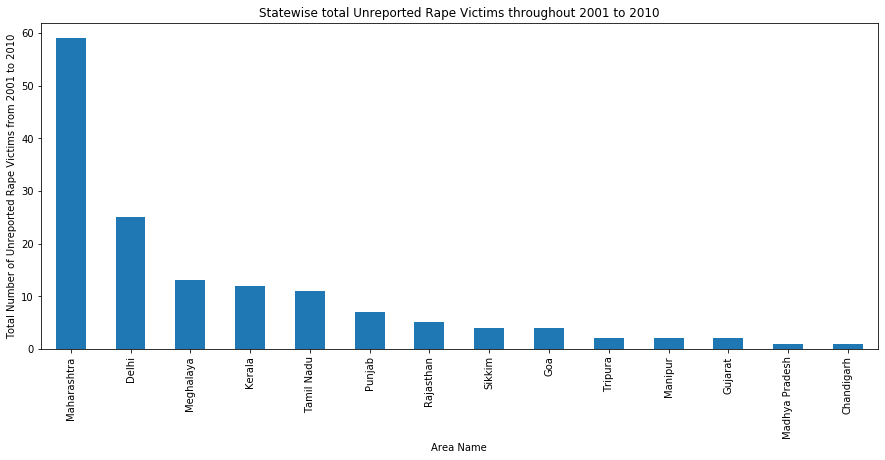 Statewise total Unreported Rape Victims throughout 2001 to 2010
Total Number of Unreported Rape Victims from 2001 to 2010
60
50
40
30
20
10
0
Maharashtra
Delhi
Meghalaya
Kerala
Tamil Nadu
Punjab
Rajasthan
Sikkim
Goa
Tripura
Manipur
Gujarat
Madhya Pradesh
Chandigarh
Area Name